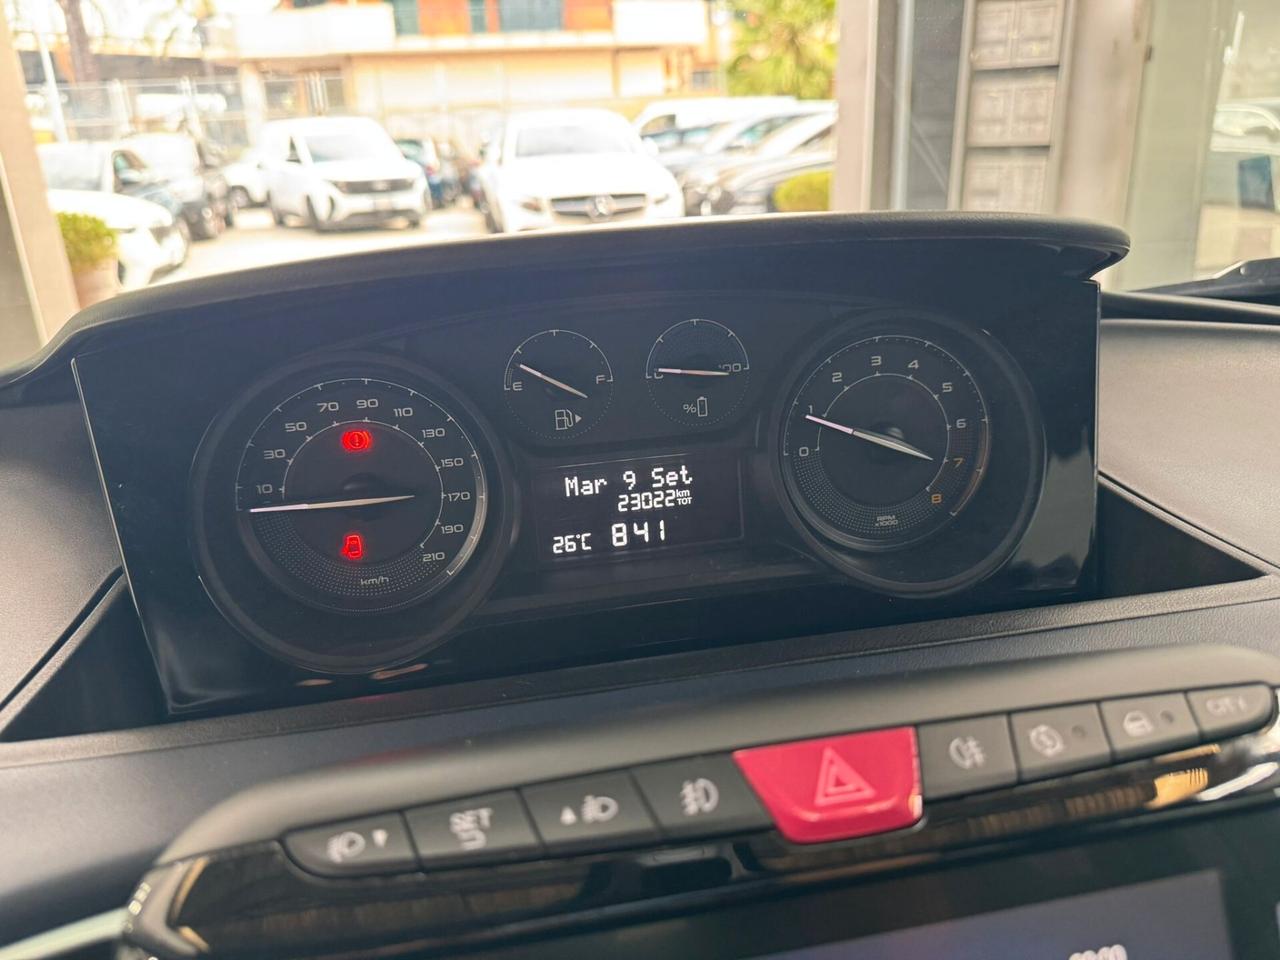 70 90
50 110
30 130
10 150
170
190
210
km/h
E F
100
%
Mar 9 Set
23022 km
TOT
26°C 841
0 1 2 3 4 5 6 7 8
RPM
x1000
SET
CITY